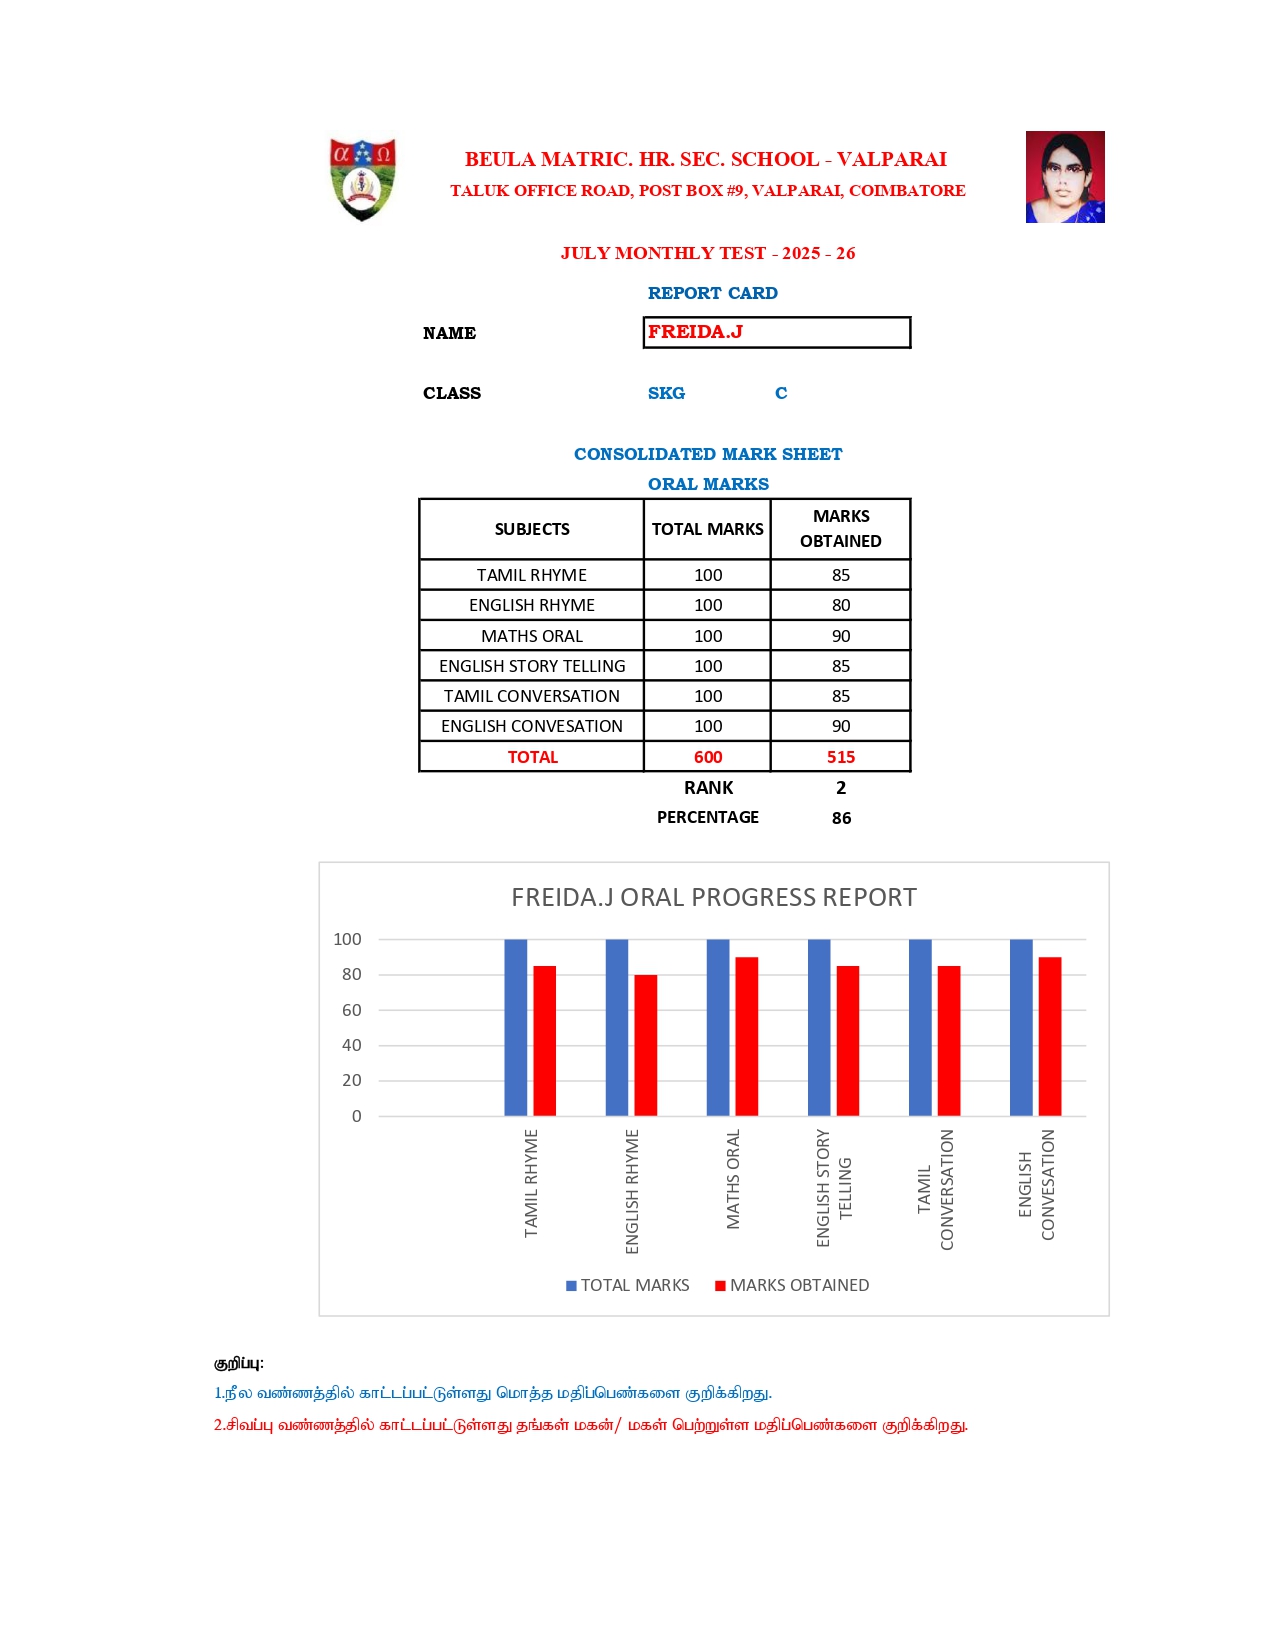 α Ω
BEULA MATRIC. HR. SEC. SCHOOL - VALPARAI
TALUK OFFICE ROAD, POST BOX #9, VALPARAI, COIMBATORE
JULY MONTHLY TEST - 2025 - 26
REPORT CARD
NAME FREIDA.J
CLASS SKG C
CONSOLIDATED MARK SHEET
ORAL MARKS
SUBJECTS TOTAL MARKS MARKS OBTAINED
TAMIL RHYME 100 85
ENGLISH RHYME 100 80
MATHS ORAL 100 90
ENGLISH STORY TELLING 100 85
TAMIL CONVERSATION 100 85
ENGLISH CONVESATION 100 90
TOTAL 600 515
RANK 2
PERCENTAGE 86
FREIDA.J ORAL PROGRESS REPORT
100
80
60
40
20
0
TAMIL RHYME
ENGLISH RHYME
MATHS ORAL
ENGLISH STORY TELLING
TAMIL CONVERSATION
ENGLISH CONVESATION
TOTAL MARKS MARKS OBTAINED
குறிப்பு:
1.நீல வண்ணத்தில் காட்டப்பட்டுள்ளது மொத்த மதிப்பெண்களை குறிக்கிறது.
2.சிவப்பு வண்ணத்தில் காட்டப்பட்டுள்ளது தங்கள் மகன்/ மகள் பெற்றுள்ள மதிப்பெண்களை குறிக்கிறது.